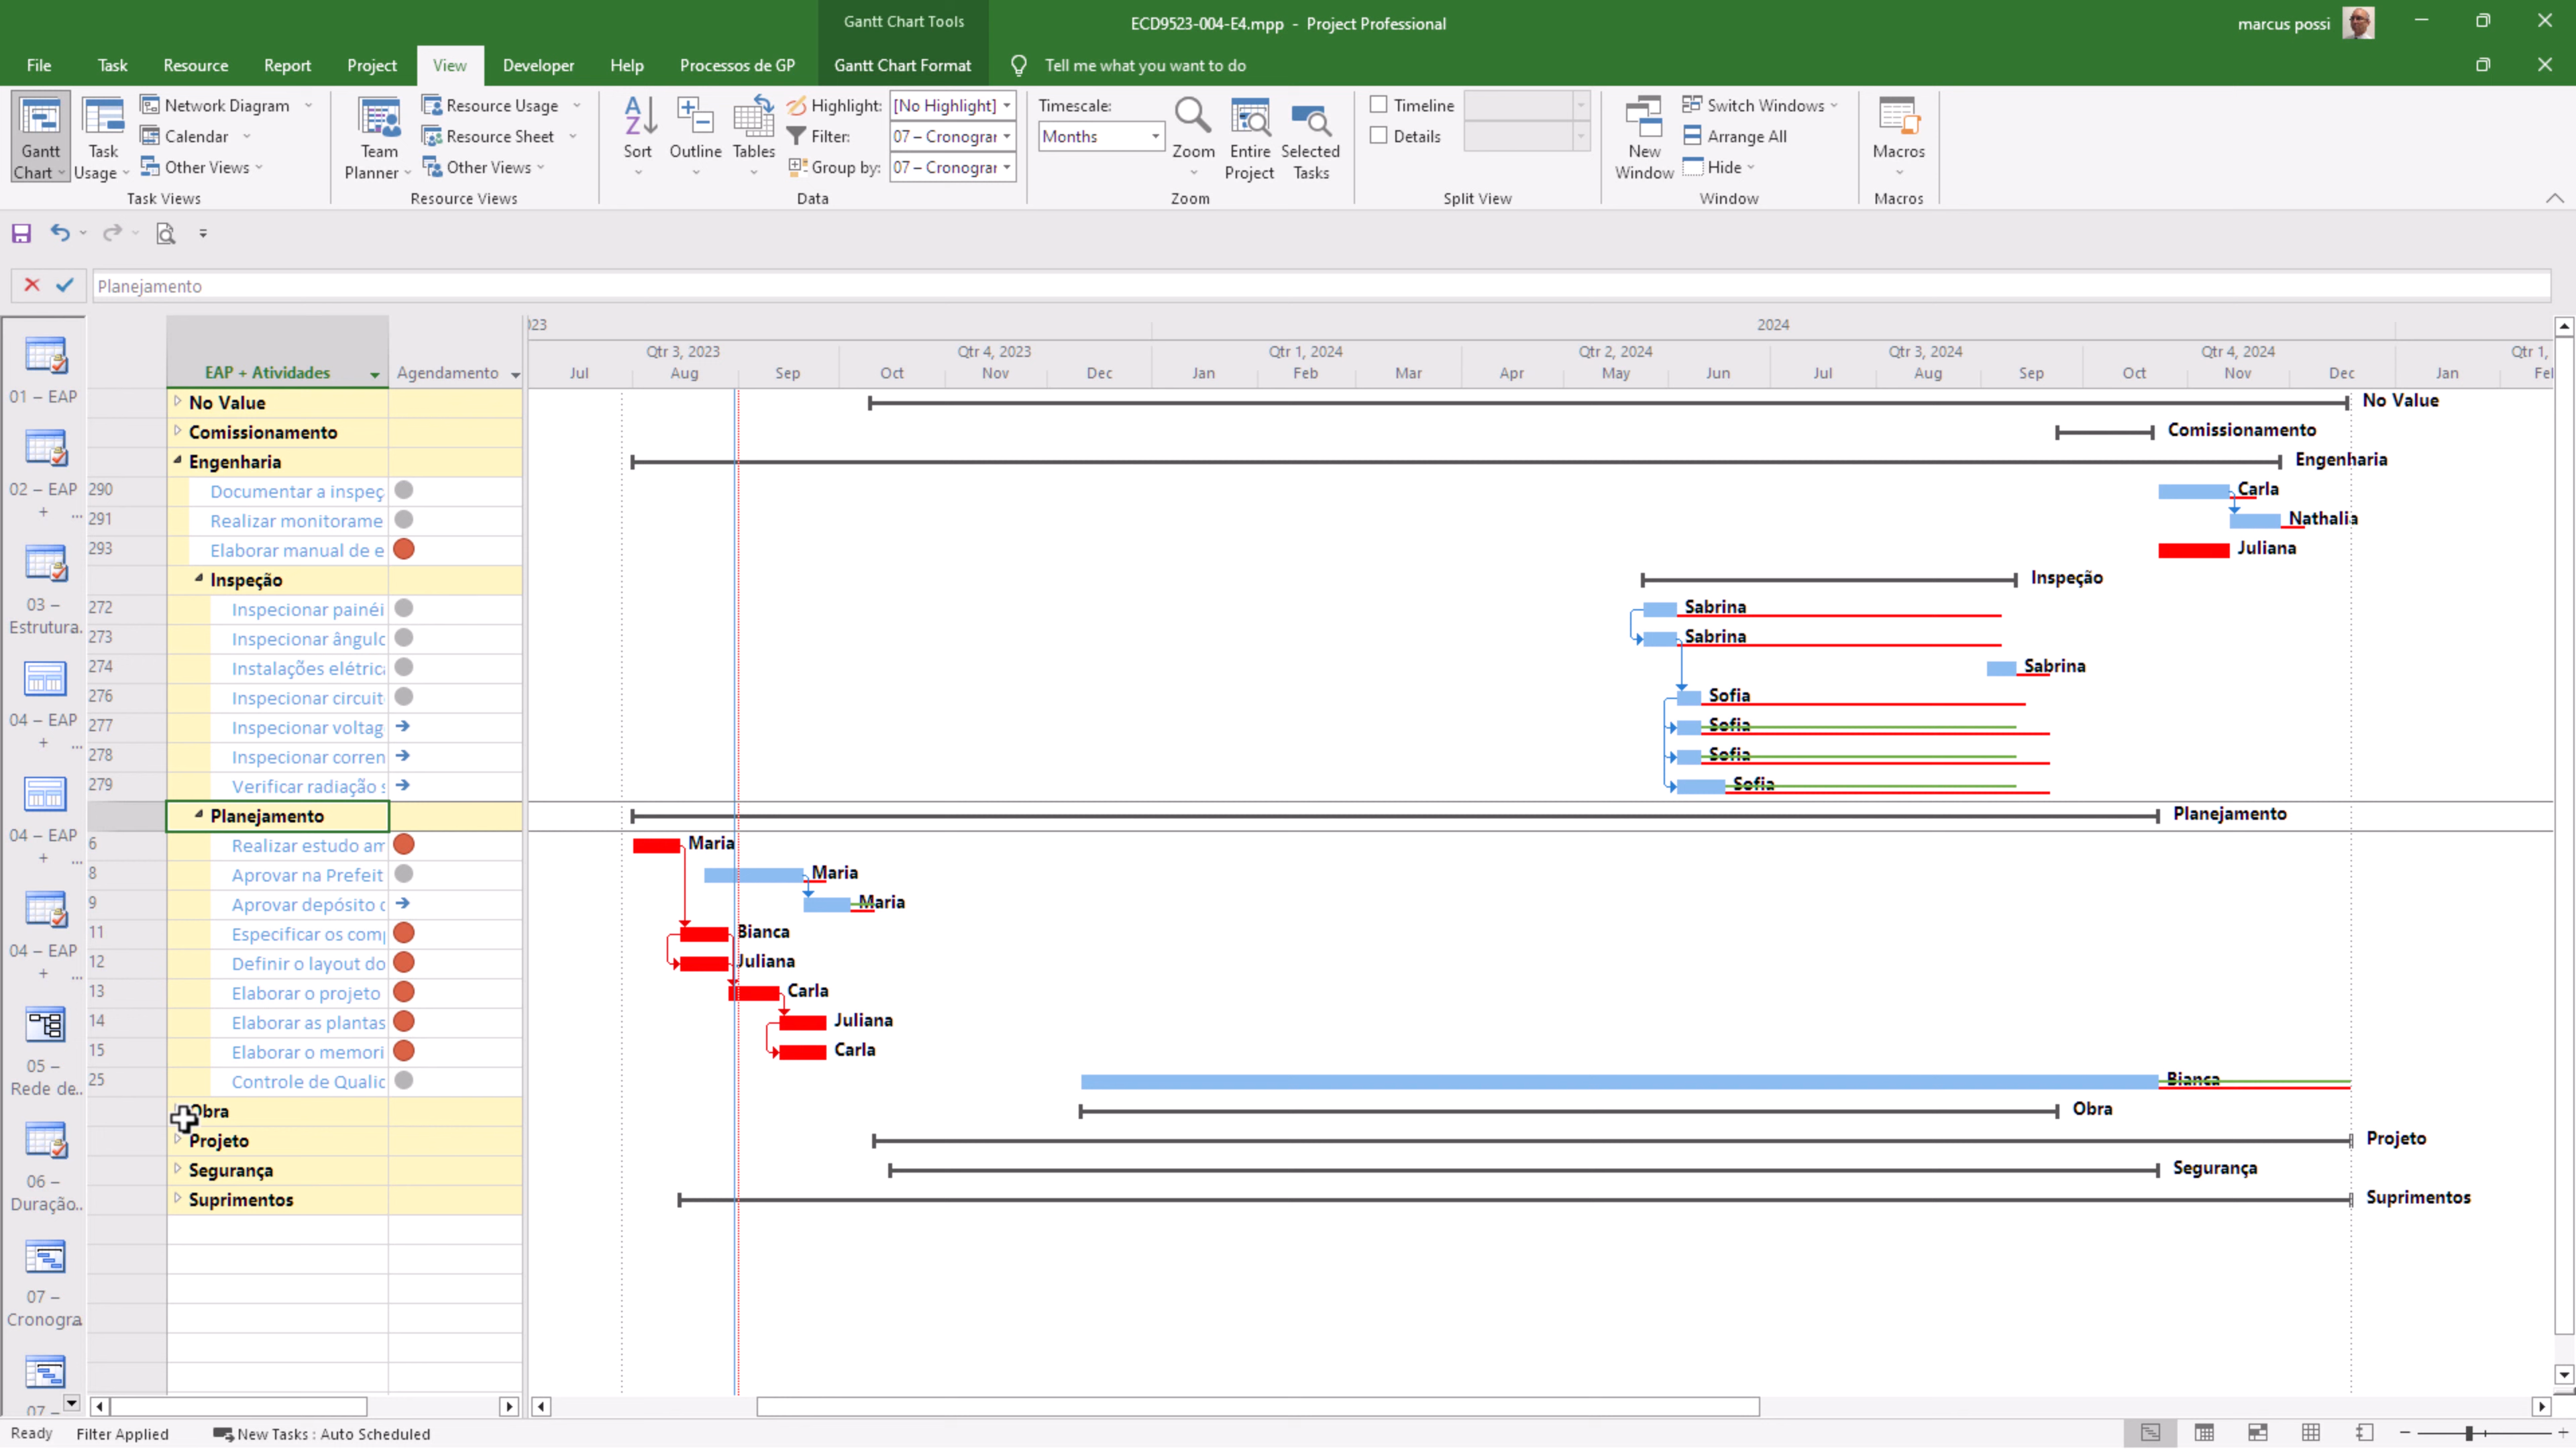 Gantt Chart Tools
ECD9523-004-E4.mpp - Project Professional
marcus possi
File Task Resource Report Project View Developer Help Processos de GP Gantt Chart Format Tell me what you want to do
Gantt Chart
Task Usage
Network Diagram
Calendar
Other Views
Task Views
Team Planner
Resource Usage
Resource Sheet
Other Views
Resource Views
Sort
Outline
Tables
Highlight: [No Highlight]
Filter: 07 – Cronograr
Group by: 07 – Cronograr
Data
Timescale:
Months
Zoom
Entire Project
Selected Tasks
Zoom
Timeline
Details
Split View
New Window
Switch Windows
Arrange All
Hide
Window
Macros
Macros
Planejamento
01 – EAP
02 – EAP
+ ...
03 –
Estrutura.
04 – EAP
+ ...
04 – EAP
+ ...
04 – EAP
+ ...
05 –
Rede de..
06 –
Duração..
07 –
Cronogra
07 –
EAP + Atividades Agendamento
2024
Qtr 3, 2023 Qtr 4, 2023 Qtr 1, 2024 Qtr 2, 2024 Qtr 3, 2024 Qtr 4, 2024 Qtr 1,
Jul Aug Sep Oct Nov Dec Jan Feb Mar Apr May Jun Jul Aug Sep Oct Nov Dec Jan Fel
No Value No Value
Comissionamento Comissionamento
Engenharia Engenharia
290 Documentar a inspeç Carla
291 Realizar monitorame Nathalia
293 Elaborar manual de e Juliana
Inspeção Inspeção
272 Inspecionar painéi Sabrina
273 Inspecionar ângulc Sabrina
274 Instalações elétrica Sabrina
276 Inspecionar circuit Sofia
277 Inspecionar voltag Sofia
278 Inspecionar corren Sofia
279 Verificar radiação s Sofia
Planejamento Planejamento
6 Realizar estudo am Maria
8 Aprovar na Prefeit Maria
9 Aprovar depósito c Maria
11 Especificar os comp Bianca
12 Definir o layout do Juliana
13 Elaborar o projeto Carla
14 Elaborar as plantas Juliana
15 Elaborar o memori Carla
25 Controle de Qualic Bianca
Obra Obra
Projeto Projeto
Segurança Segurança
Suprimentos Suprimentos
Ready Filter Applied New Tasks : Auto Scheduled